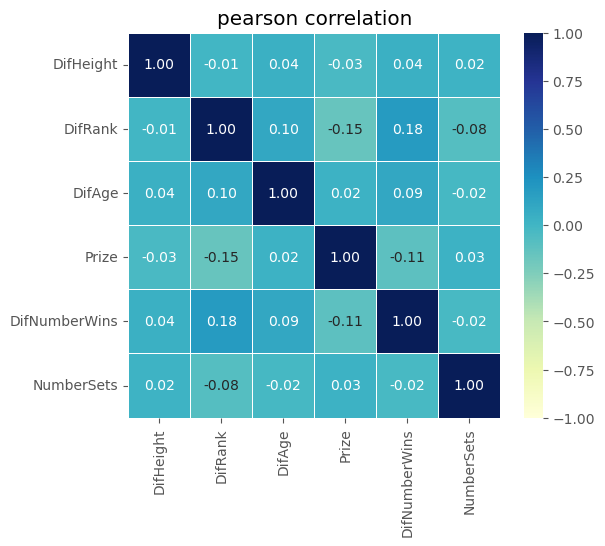 pearson correlation
DifHeight 1.00 -0.01 0.04 -0.03 0.04 0.02
DifRank -0.01 1.00 0.10 -0.15 0.18 -0.08
DifAge 0.04 0.10 1.00 0.02 0.09 -0.02
Prize -0.03 -0.15 0.02 1.00 -0.11 0.03
DifNumberWins 0.04 0.18 0.09 -0.11 1.00 -0.02
NumberSets 0.02 -0.08 -0.02 0.03 -0.02 1.00
DifHeight
DifRank
DifAge
Prize
DifNumberWins
NumberSets
1.00
0.75
0.50
0.25
0.00
−0.25
−0.50
−0.75
−1.00